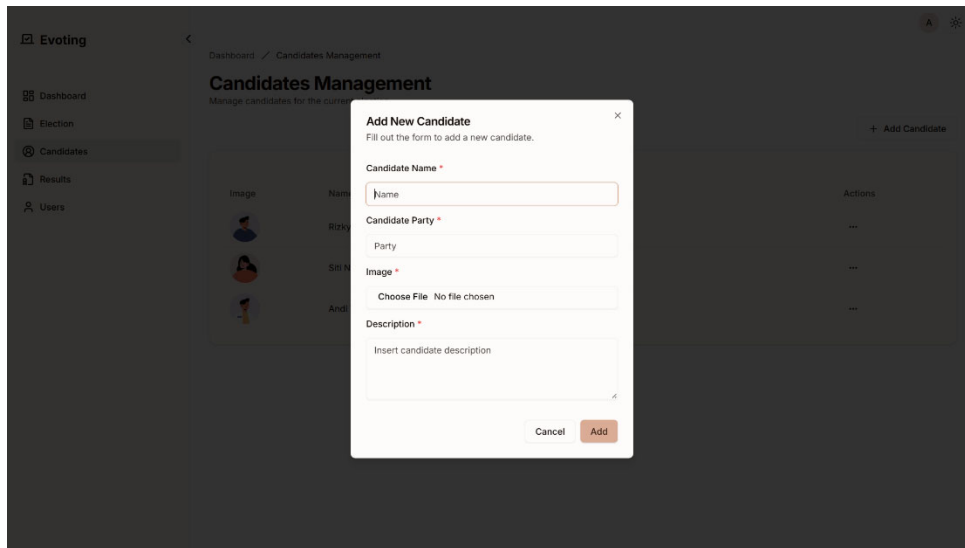 Evoting
A
Dashboard / Candidates Management
Candidates Management
Manage candidates for the current
Dashboard
Election
Candidates
Results
Users
+ Add Candidate
Image Name Actions
Rizky ...
Siti N ...
Andi ...
Add New Candidate
Fill out the form to add a new candidate.
Candidate Name *
Name
Candidate Party *
Party
Image *
Choose File No file chosen
Description *
Insert candidate description
Cancel Add